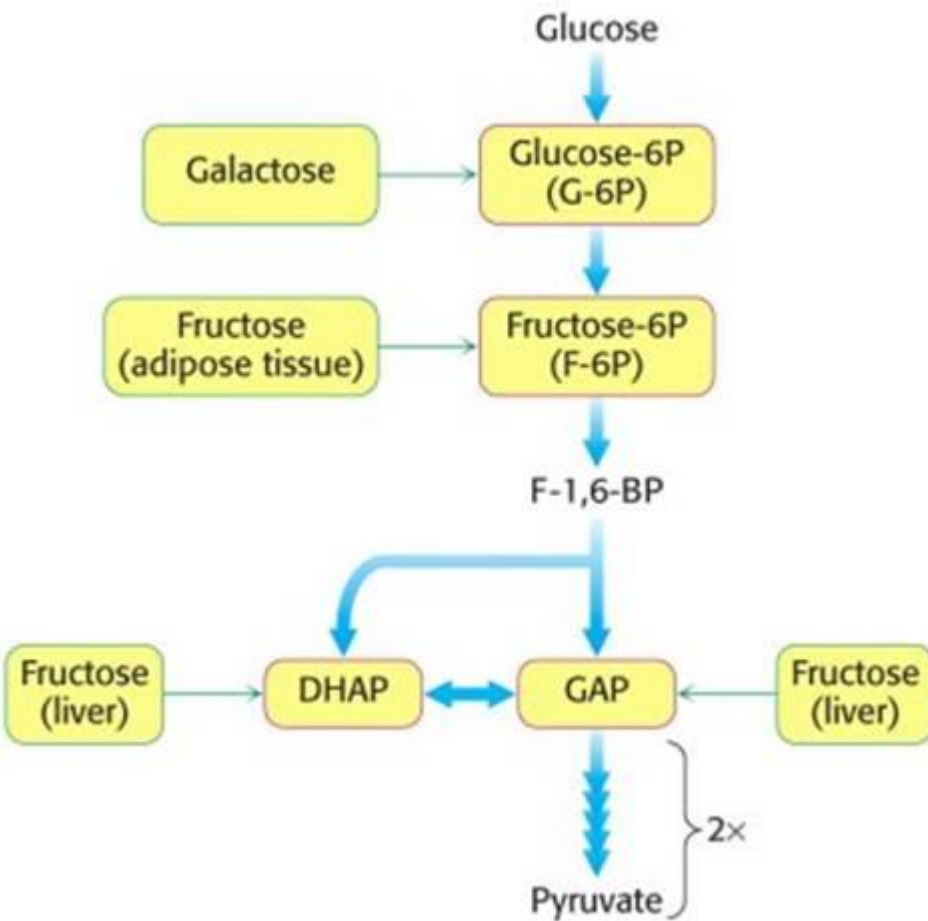 Glucose
Galactose
Glucose-6P
(G-6P)
Fructose
(adipose tissue)
Fructose-6P
(F-6P)
F-1,6-BP
Fructose
(liver)
DHAP
GAP
Fructose
(liver)
2×
Pyruvate